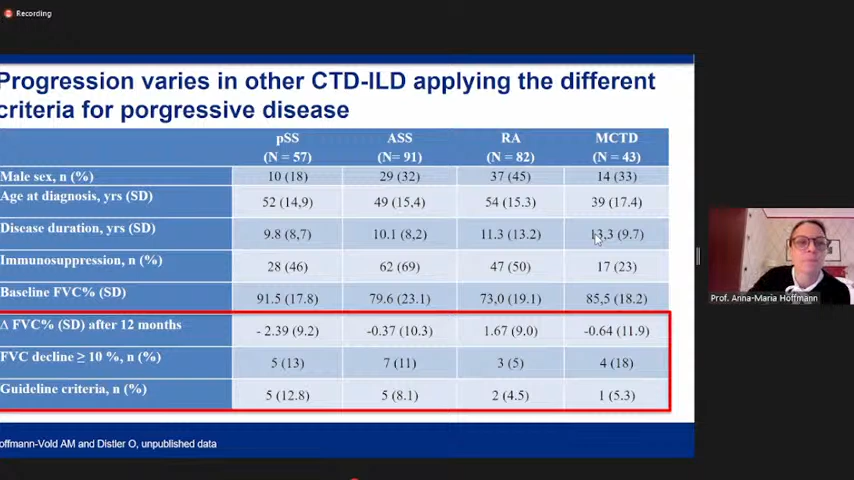 Recording
Progression varies in other CTD-ILD applying the different
criteria for porgressive disease
pSS
(N = 57)
ASS
(N= 91)
RA
(N = 82)
MCTD
(N = 43)
Male sex, n (%) 10 (18) 29 (32) 37 (45) 14 (33)
Age at diagnosis, yrs (SD) 52 (14,9) 49 (15,4) 54 (15.3) 39 (17.4)
Disease duration, yrs (SD) 9.8 (8,7) 10.1 (8,2) 11.3 (13.2) 13,3 (9.7)
Immunosuppression, n (%) 28 (46) 62 (69) 47 (50) 17 (23)
Baseline FVC% (SD) 91.5 (17.8) 79.6 (23.1) 73,0 (19.1) 85,5 (18.2)
Δ FVC% (SD) after 12 months - 2.39 (9.2) -0.37 (10.3) 1.67 (9.0) -0.64 (11.9)
FVC decline ≥ 10 %, n (%) 5 (13) 7 (11) 3 (5) 4 (18)
Guideline criteria, n (%) 5 (12.8) 5 (8.1) 2 (4.5) 1 (5.3)
offmann-Vold AM and Distler O, unpublished data
Prof. Anna-Maria Hoffmann